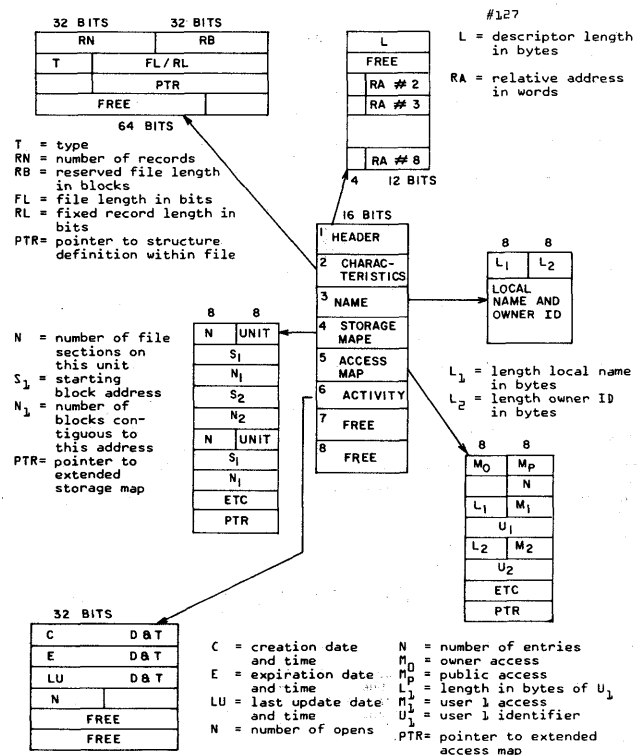 #127
32 BITS 32 BITS
RN RB
T FL/RL
PTR
FREE
64 BITS
T = type
RN = number of records
RB = reserved file length
in blocks
FL = file length in bits
RL = fixed record length in
bits
PTR= pointer to structure
definition within file
L
FREE
RA # 2
RA # 3
RA # 8
4 12 BITS
L = descriptor length
in bytes
RA = relative address
in words
16 BITS
1 HEADER
2 CHARAC-
TERISTICS
3 NAME
4 STORAGE
MAPE
5 ACCESS
MAP
6 ACTIVITY
7 FREE
8 FREE
8 8
L1 L2
LOCAL
NAME AND
OWNER ID
L1 = length local name
in bytes
L2 = length owner ID
in bytes
N = number of file
sections on
this unit
S1 = starting
block address
N1 = number of
blocks con-
tiguous to
this address
PTR= pointer to
extended
storage map
8 8
N UNIT
S1
N1
S2
N2
N UNIT
S1
N1
ETC
PTR
8 8
MO MP
N
L1 M1
U1
L2 M2
U2
ETC
PTR
32 BITS
C D&T
E D&T
LU D&T
N
FREE
FREE
C = creation date
and time
E = expiration date
and time
LU = last update date
and time
N = number of opens
N = number of entries
MO = owner access
MP = public access
L1 = length in bytes of U1
M1 = user 1 access
U1 = user 1 identifier
PTR= pointer to extended
access map